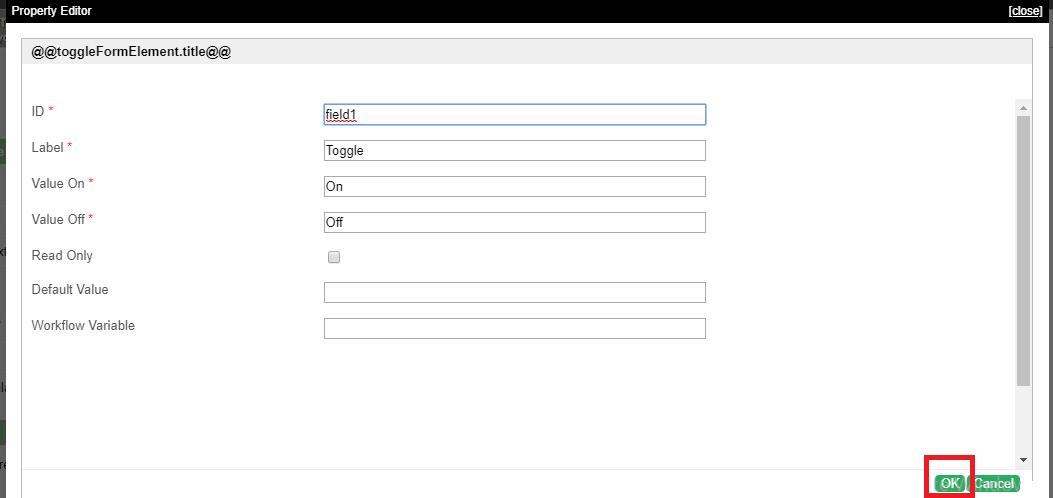 Property Editor [close]
@@toggleFormElement.title@@
ID * field1
Label * Toggle
Value On * On
Value Off * Off
Read Only
Default Value
Workflow Variable
OK Cancel